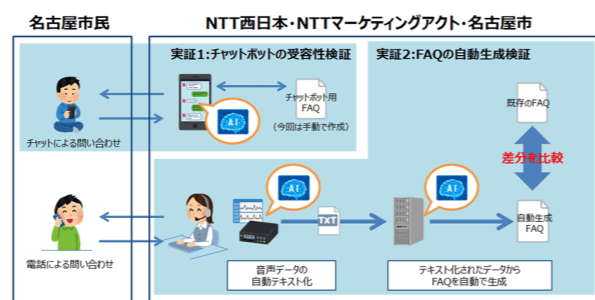 名古屋市民
NTT西日本・NTTマーケティングアクト・名古屋市
実証1:チャットボットの受容性検証
実証2:FAQの自動生成検証
チャットボット用
FAQ
(今回は手動で作成)
既存のFAQ
チャットによる問い合わせ
差分を比較
TXT
自動生成
FAQ
電話による問い合わせ
音声データの
自動テキスト化
テキスト化されたデータから
FAQを自動で生成